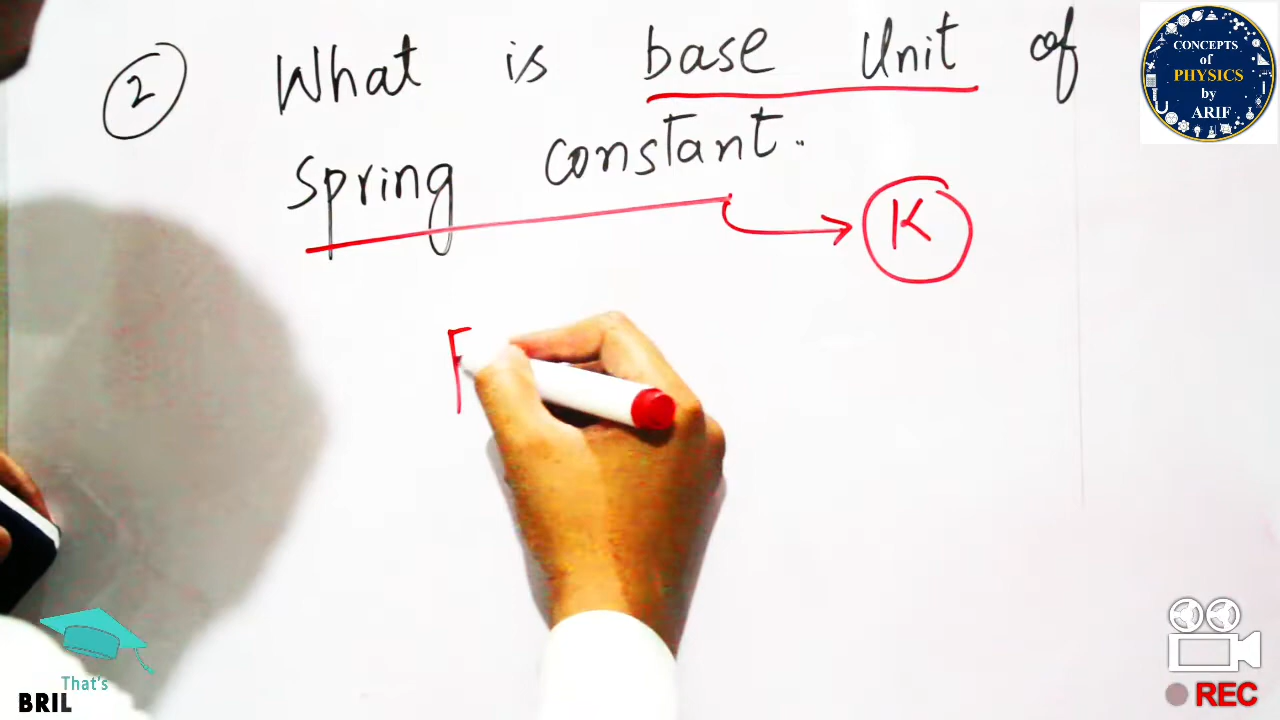 ② What is base Unit of
spring constant..
K
F
CONCEPTS
of
PHYSICS
by
ARIF
That's
BRIL
REC